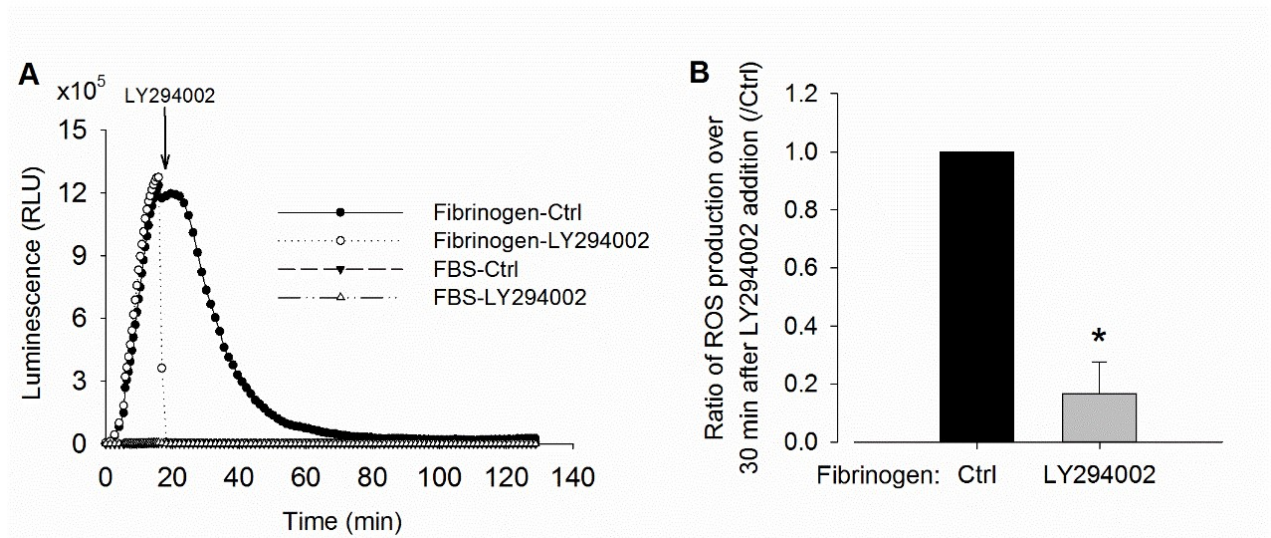 A
x10⁵
LY294002
15
12
9
6
3
0
Luminescence (RLU)
0 20 40 60 80 100 120 140
Time (min)
Fibrinogen-Ctrl
Fibrinogen-LY294002
FBS-Ctrl
FBS-LY294002
B
Ratio of ROS production over
30 min after LY294002 addition (/Ctrl)
1.2
1.0
0.8
0.6
0.4
0.2
0.0
*
Fibrinogen: Ctrl LY294002